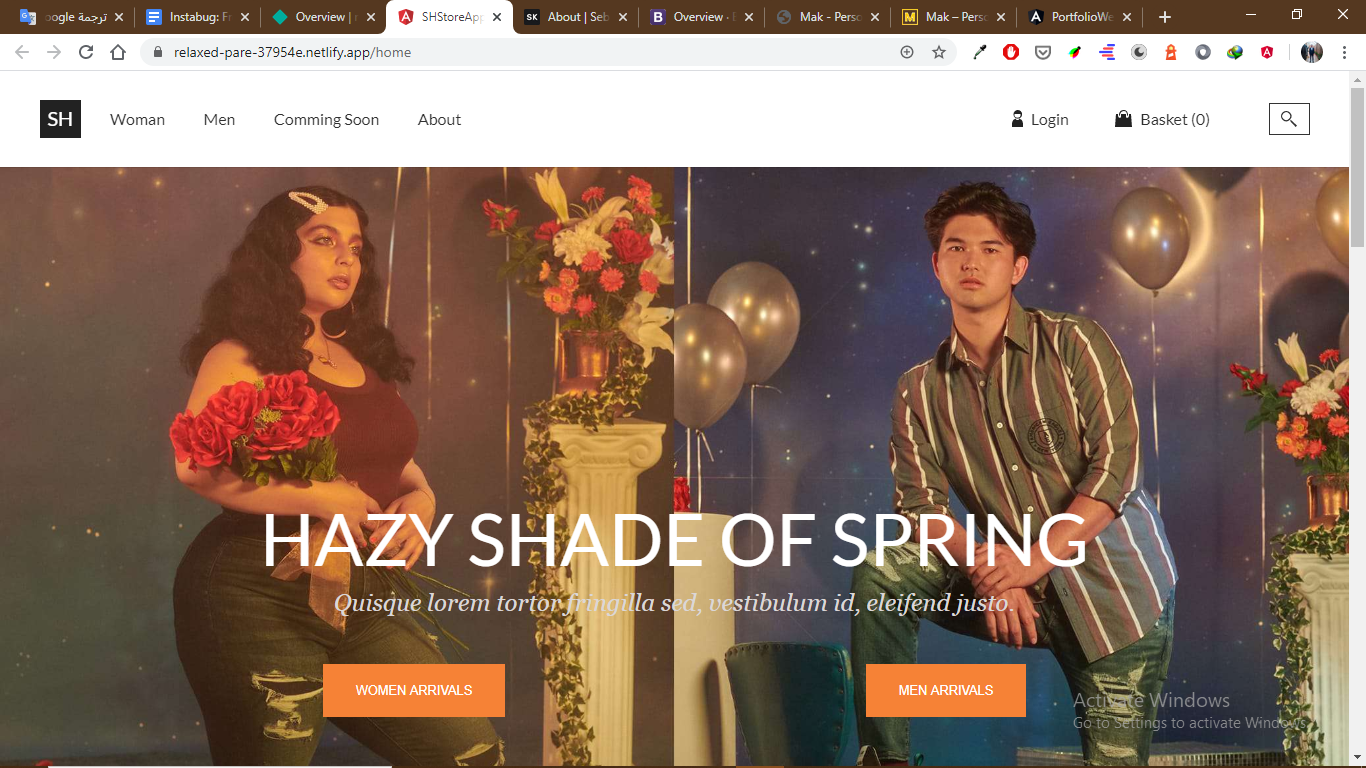 ترجمة Google
Instabug: Fr
Overview |
SHStoreApp
SK
About | Seb
B
Overview ·
Mak - Perso
M
Mak – Perso
PortfolioWe
relaxed-pare-37954e.netlify.app/home
SH
Woman
Men
Comming Soon
About
Login
Basket (0)
HAZY SHADE OF SPRING
Quisque lorem tortor fringilla sed, vestibulum id, eleifend justo.
WOMEN ARRIVALS
MEN ARRIVALS
Activate Windows
Go to Settings to activate Windows.